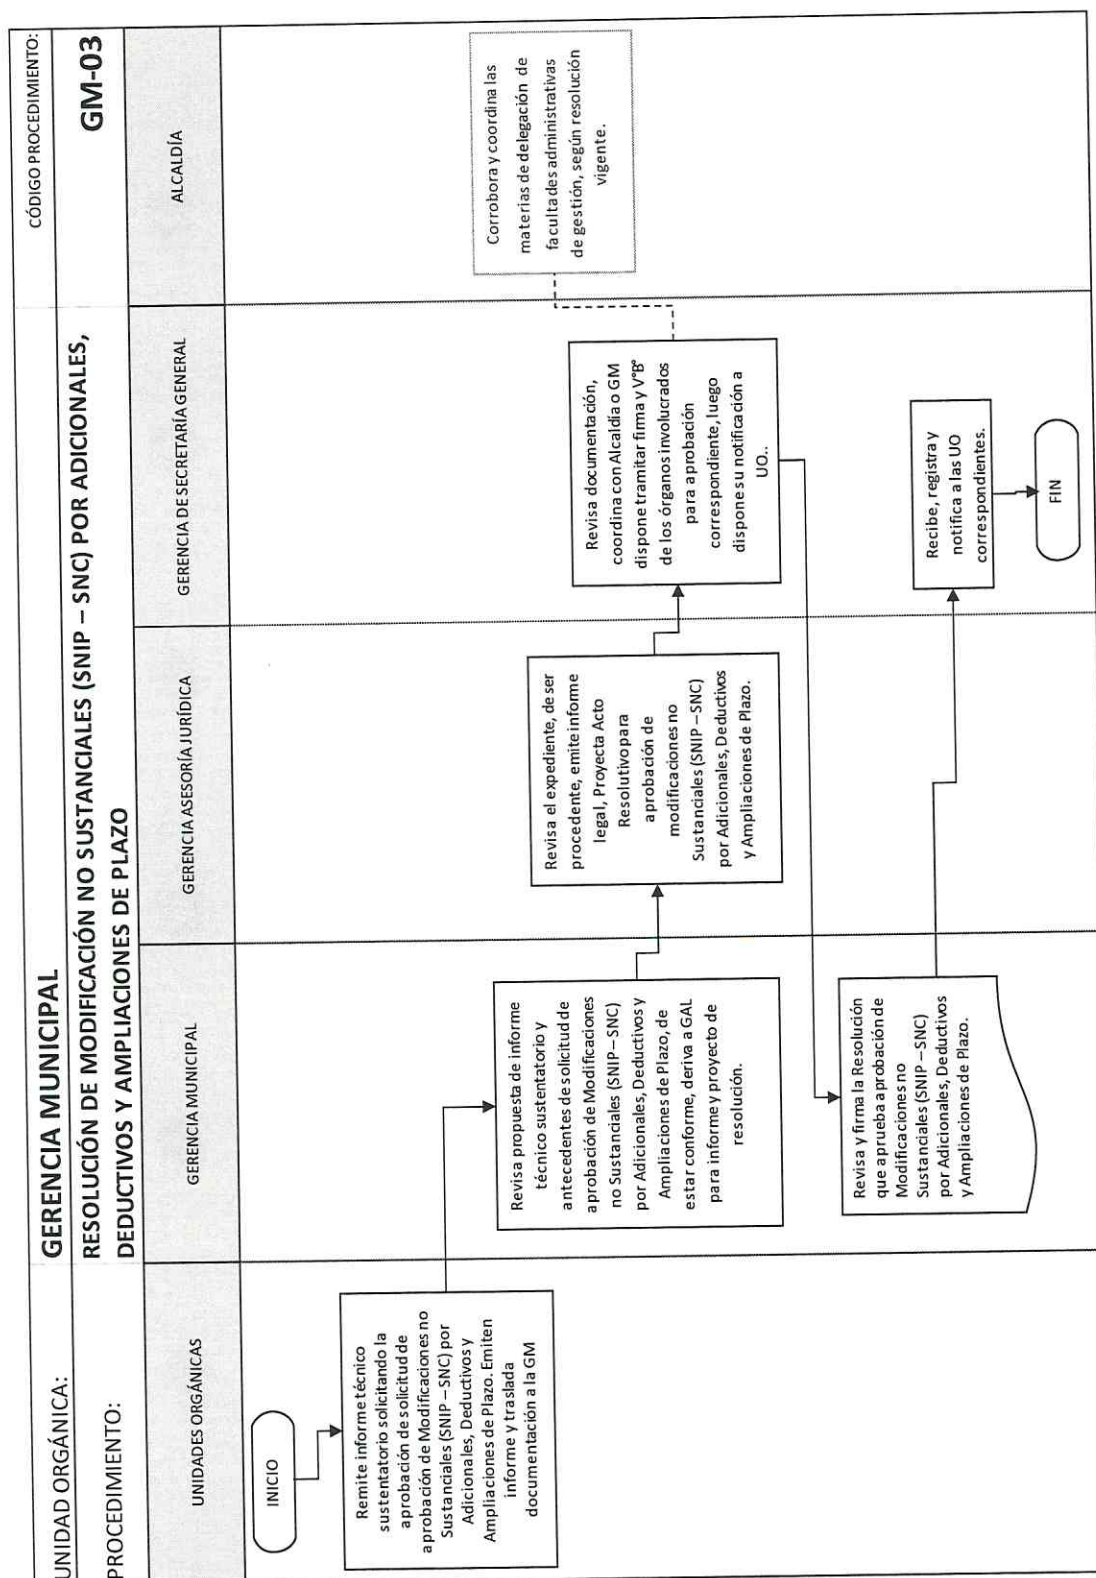 UNIDAD ORGÁNICA:
GERENCIA MUNICIPAL
CÓDIGO PROCEDIMIENTO:
PROCEDIMIENTO:
RESOLUCIÓN DE MODIFICACIÓN NO SUSTANCIALES (SNIP – SNC) POR ADICIONALES,
DEDUCTIVOS Y AMPLIACIONES DE PLAZO
GM-03
UNIDADES ORGÁNICAS
GERENCIA MUNICIPAL
GERENCIA ASESORÍA JURÍDICA
GERENCIA DE SECRETARÍA GENERAL
ALCALDÍA
INICIO
Remite informe técnico
sustentatorio solicitando la
aprobación de solicitud de
aprobación de Modificaciones no
Sustanciales (SNIP – SNC) por
Adicionales, Deductivos y
Ampliaciones de Plazo. Emiten
informe y traslada
documentación a la GM
Revisa propuesta de informe
técnico sustentatorio y
antecedentes de solicitud de
aprobación de Modificaciones
no Sustanciales (SNIP – SNC)
por Adicionales, Deductivos y
Ampliaciones de Plazo, de
estar conforme, deriva a GAL
para informe y proyecto de
resolución.
Revisa el expediente, de ser
procedente, emite informe
legal, Proyecta Acto
Resolutivo para
aprobación de
modificaciones no
Sustanciales (SNIP – SNC)
por Adicionales, Deductivos
y Ampliaciones de Plazo.
Revisa documentación,
coordina con Alcaldía o GM
dispone tramitar firma y V°B°
de los órganos involucrados
para aprobación
correspondiente, luego
dispone su notificación a
UO..
Corrobora y coordina las
materias de delegación de
facultades administrativas
de gestión, según resolución
vigente.
Revisa y firma la Resolución
que aprueba aprobación de
Modificaciones no
Sustanciales (SNIP – SNC)
por Adicionales, Deductivos
y Ampliaciones de Plazo.
Recibe, registra y
notifica a las UO
correspondientes.
FIN